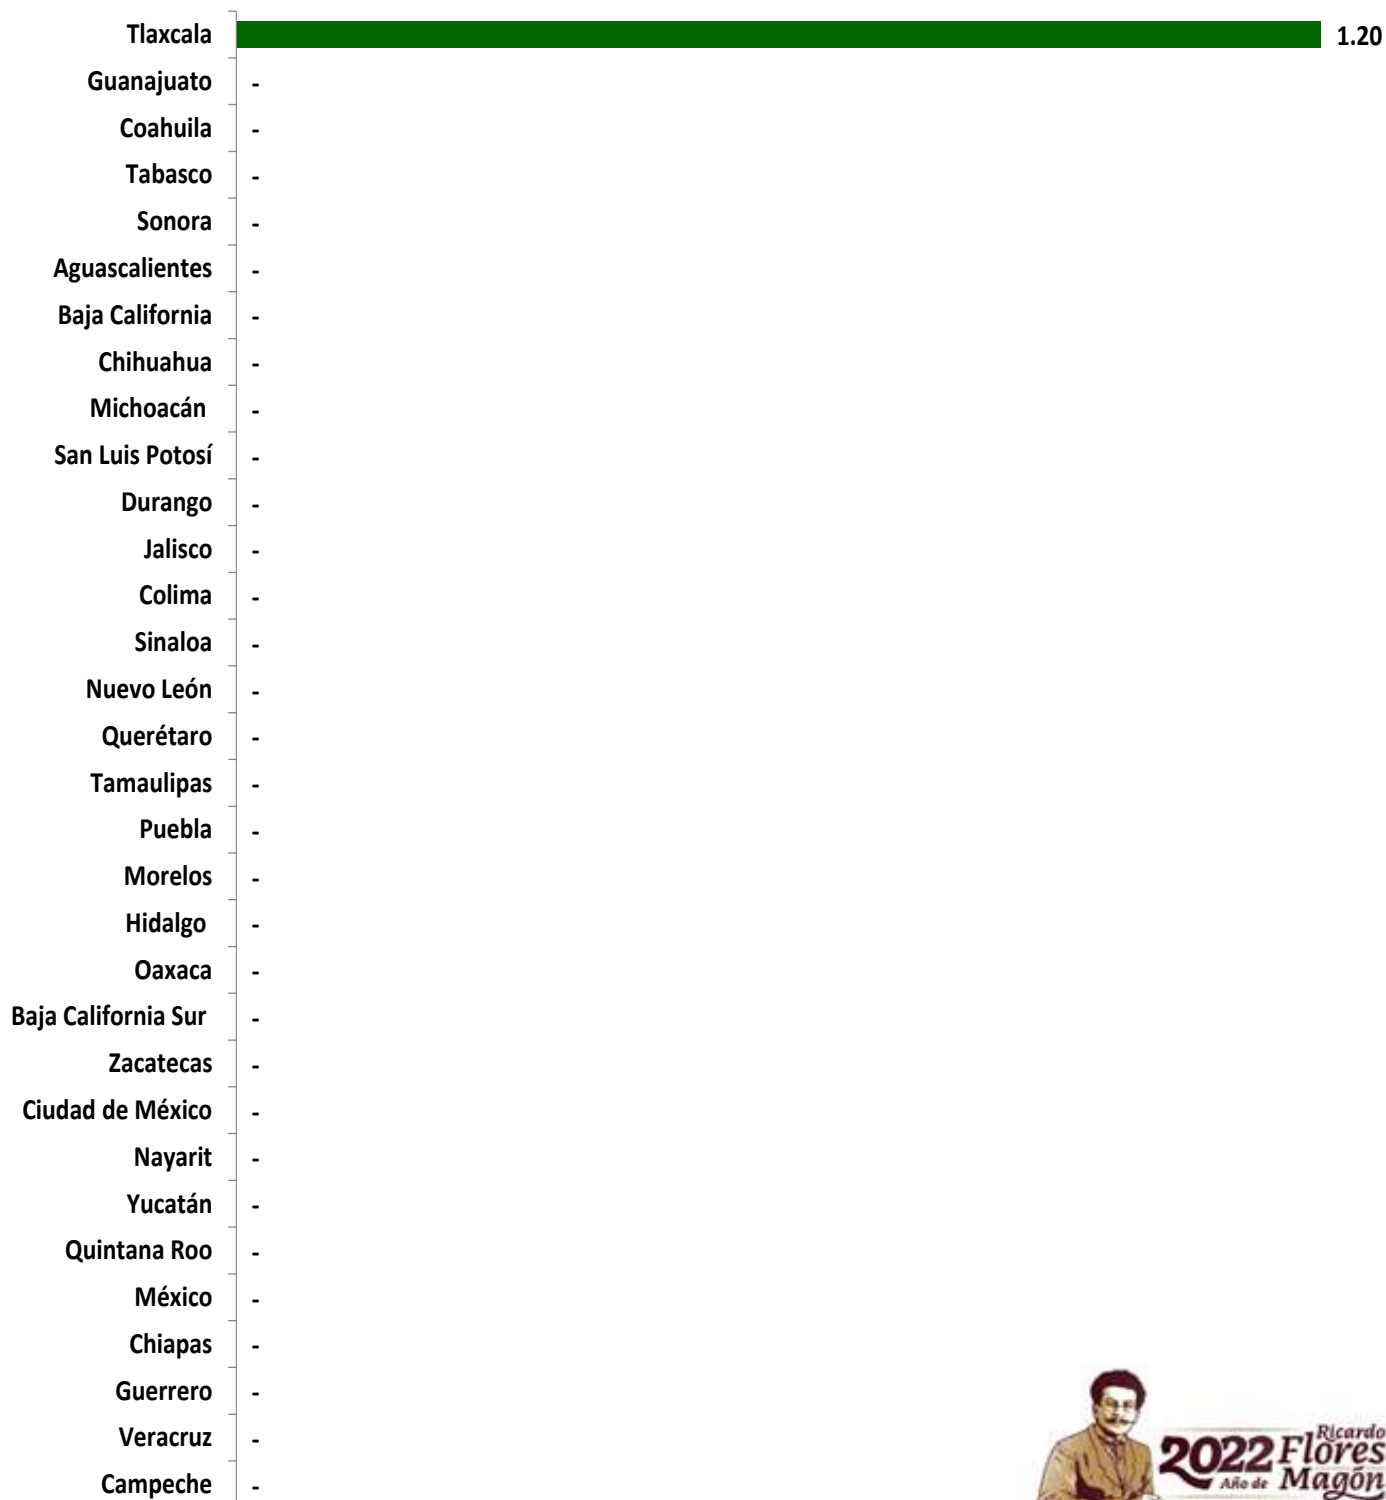 Tlaxcala 1.20
Guanajuato -
Coahuila -
Tabasco -
Sonora -
Aguascalientes -
Baja California -
Chihuahua -
Michoacán -
San Luis Potosí -
Durango -
Jalisco -
Colima -
Sinaloa -
Nuevo León -
Querétaro -
Tamaulipas -
Puebla -
Morelos -
Hidalgo -
Oaxaca -
Baja California Sur -
Zacatecas -
Ciudad de México -
Nayarit -
Yucatán -
Quintana Roo -
México -
Chiapas -
Guerrero -
Veracruz -
Campeche -
Ricardo
2022 Flores
Año de Magón